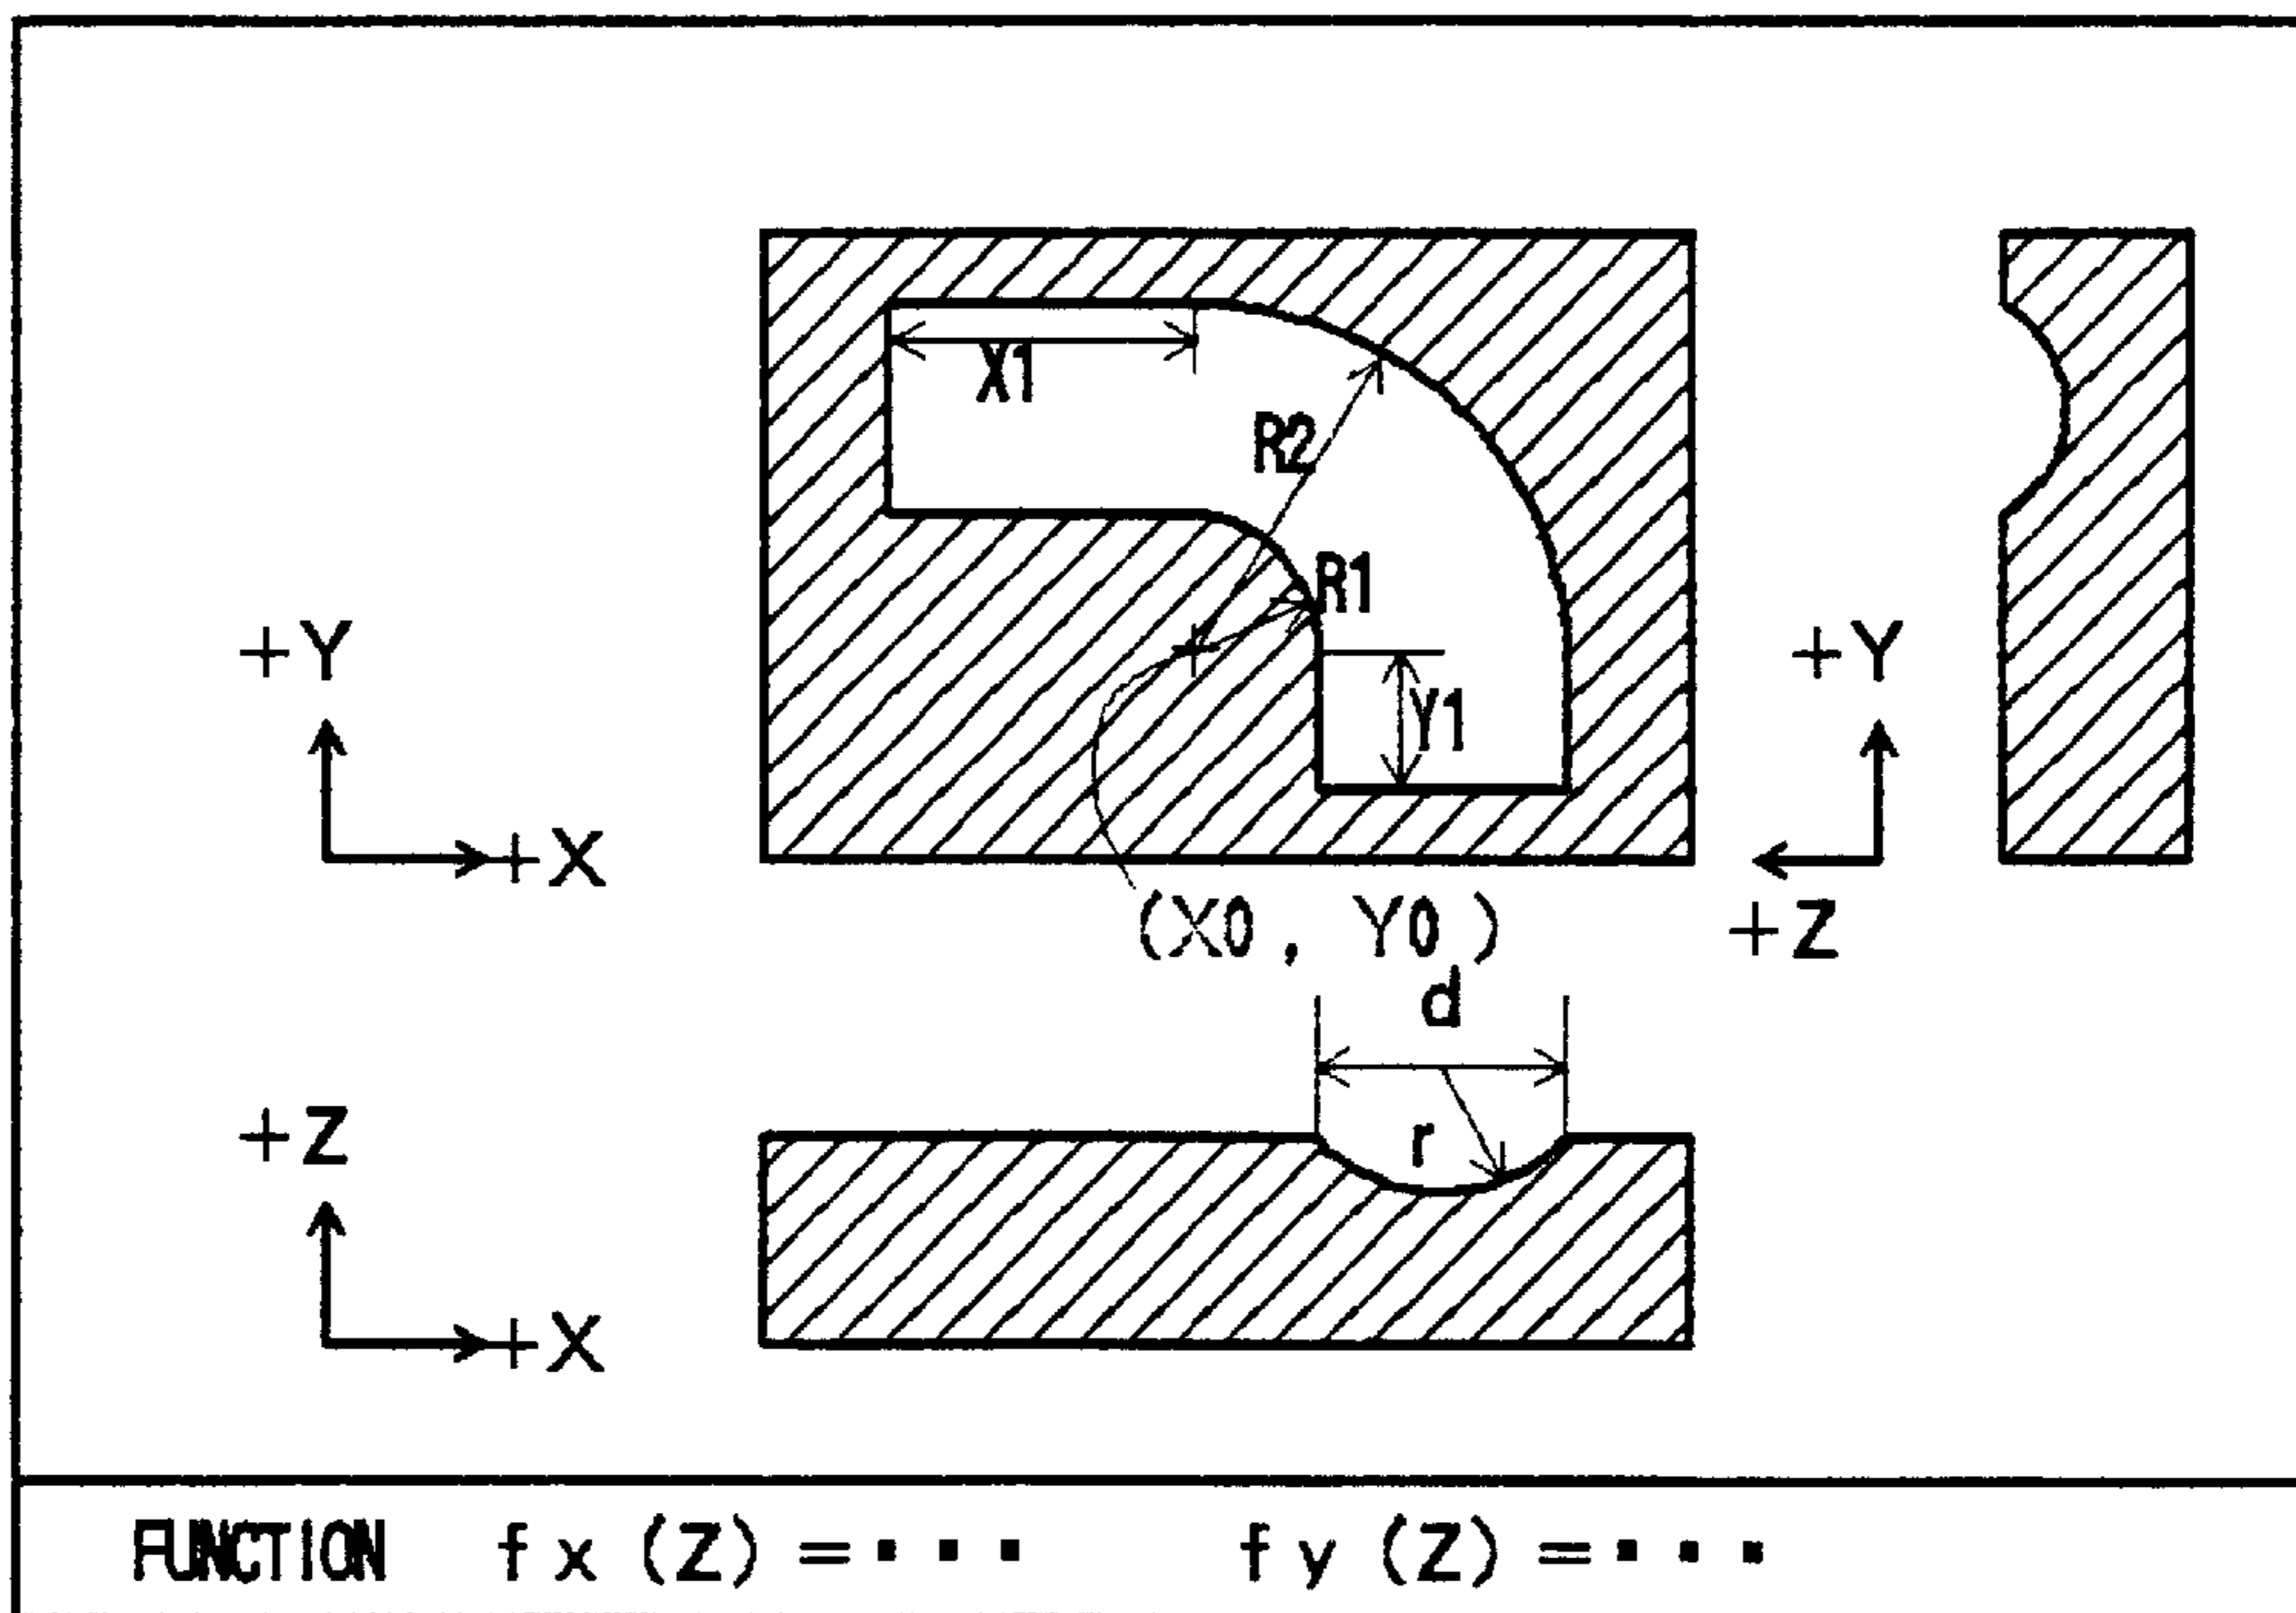 X1
R2
R1
+Y
+X
Y1
(X0, Y0)
+Y
+Z
d
r
+Z
+X
FUNCTION fx(Z)=▪▪▪ fy(Z)=▪▪▪